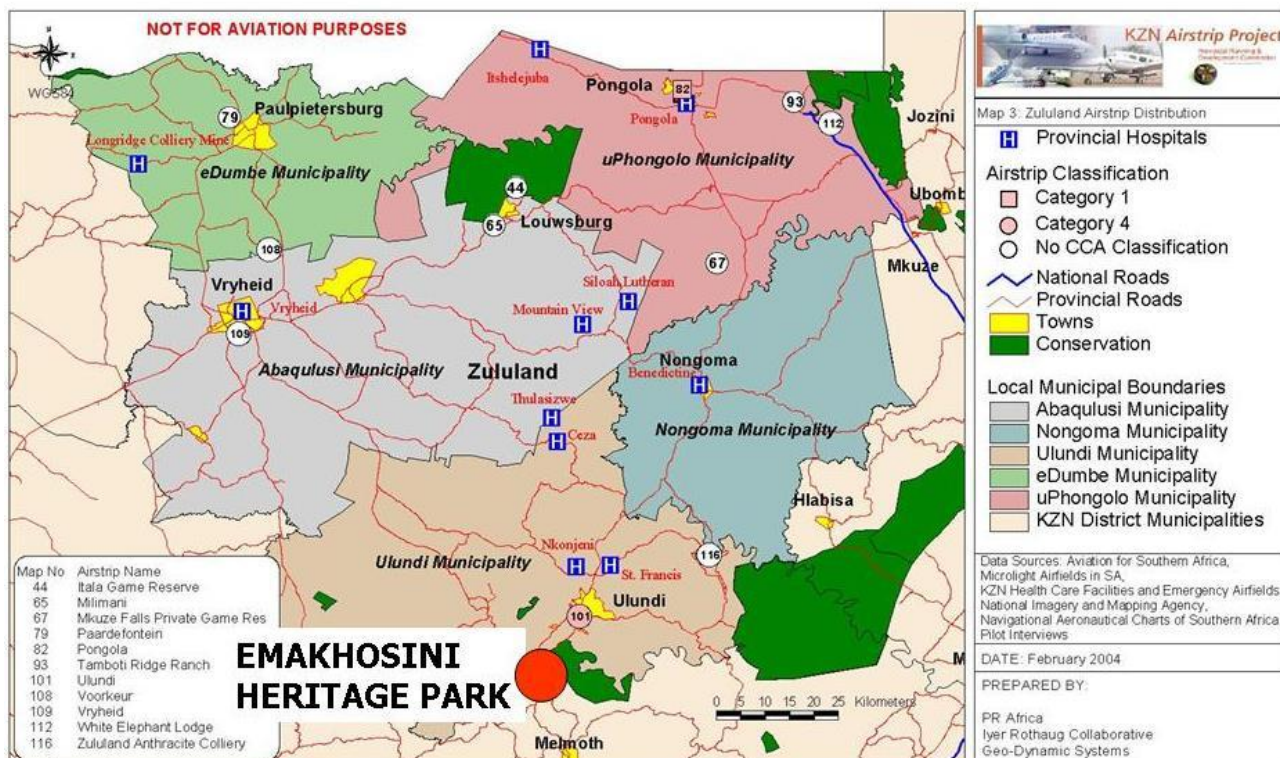 NOT FOR AVIATION PURPOSES
WGS84
Itshelejuba
Pongola
82
Pongola
93
112
Jozini
79
Paulpietersburg
Longridge Colliery Mine
eDumbe Municipality
uPhongolo Municipality
44
65
Louwsburg
Ubomb
108
67
Mkuze
Vryheid
Vryheid
109
Siloah Lutheran
Mountain View
Abaqulusi Municipality
Zululand
Nongoma
Benedictine
Thulasizwe
Ceza
Nongoma Municipality
Hlabisa
Ulundi Municipality
Nkonjeni
St. Francis
116
Ulundi
101
EMAKHOSINI
HERITAGE PARK
M
0 5 10 15 20 25 Kilometers
Melmoth
Map No Airstrip Name
44 Itala Game Reserve
65 Milimani
67 Mkuze Falls Private Game Res
79 Paardefontein
82 Pongola
93 Tamboti Ridge Ranch
101 Ulundi
108 Voorkeur
109 Vryheid
112 White Elephant Lodge
116 Zululand Anthracite Colliery
KZN Airstrip Project
Provincial Planning &
Development Commission
Map 3: Zululand Airstrip Distribution
H Provincial Hospitals
Airstrip Classification
Category 1
Category 4
No CCA Classification
National Roads
Provincial Roads
Towns
Conservation
Local Municipal Boundaries
Abaqulusi Municipality
Nongoma Municipality
Ulundi Municipality
eDumbe Municipality
uPhongolo Municipality
KZN District Municipalities
Data Sources: Aviation for Southern Africa,
Microlight Airfields in SA,
KZN Health Care Facilities and Emergency Airfields
National Imagery and Mapping Agency,
Navigational Aeronautical Charts of Southern Africa
Pilot Interviews
DATE: February 2004
PREPARED BY:
PR Africa
Iyer Rothaug Collaborative
Geo-Dynamic Systems